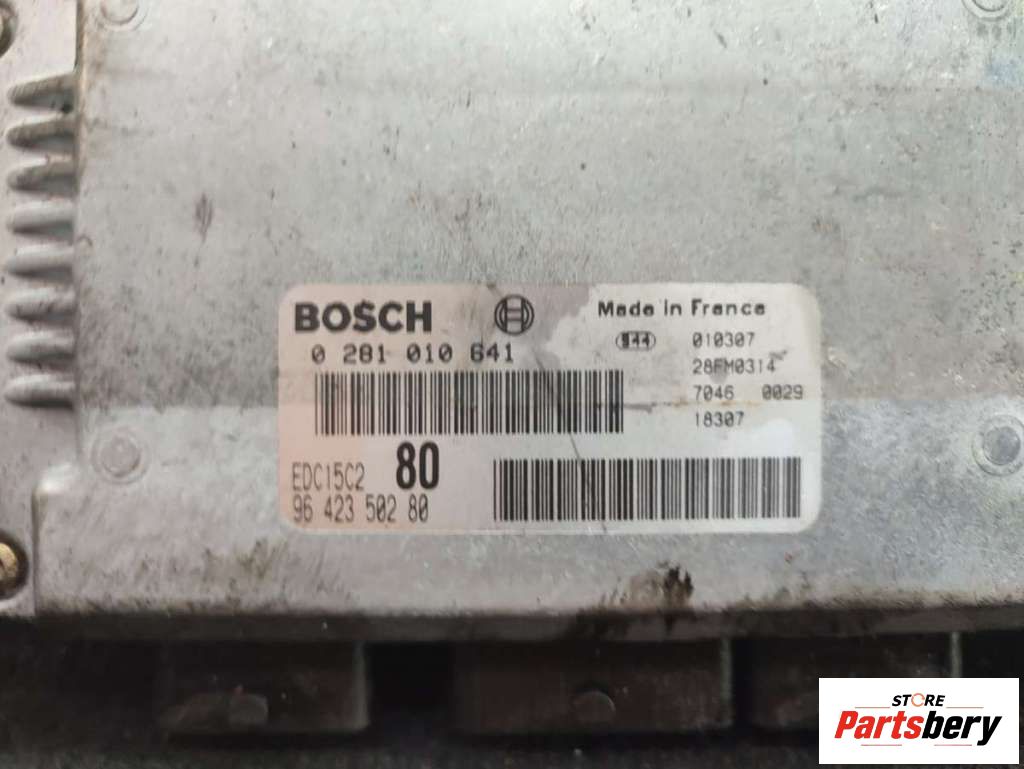 BOSCH
Made in France
0 281 010 641
344
010307
28FM0314
7046 0029
18307
EDC15C2 80
96 423 502 80
STORE
Partsbery